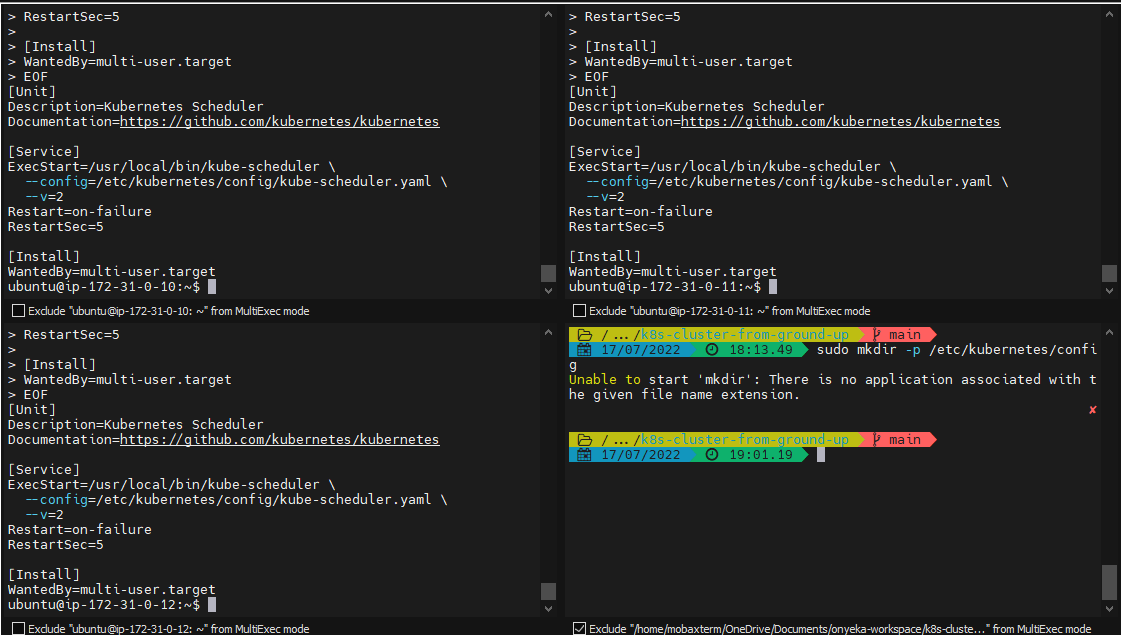 > RestartSec=5
>
> [Install]
> WantedBy=multi-user.target
> EOF
[Unit]
Description=Kubernetes Scheduler
Documentation=https://github.com/kubernetes/kubernetes
[Service]
ExecStart=/usr/local/bin/kube-scheduler \
  --config=/etc/kubernetes/config/kube-scheduler.yaml \
  --v=2
Restart=on-failure
RestartSec=5
[Install]
WantedBy=multi-user.target
ubuntu@ip-172-31-0-10:~$
Exclude "ubuntu@ip-172-31-0-10: ~" from MultiExec mode
> RestartSec=5
>
> [Install]
> WantedBy=multi-user.target
> EOF
[Unit]
Description=Kubernetes Scheduler
Documentation=https://github.com/kubernetes/kubernetes
[Service]
ExecStart=/usr/local/bin/kube-scheduler \
  --config=/etc/kubernetes/config/kube-scheduler.yaml \
  --v=2
Restart=on-failure
RestartSec=5
[Install]
WantedBy=multi-user.target
ubuntu@ip-172-31-0-11:~$
Exclude "ubuntu@ip-172-31-0-11: ~" from MultiExec mode
> RestartSec=5
>
> [Install]
> WantedBy=multi-user.target
> EOF
[Unit]
Description=Kubernetes Scheduler
Documentation=https://github.com/kubernetes/kubernetes
[Service]
ExecStart=/usr/local/bin/kube-scheduler \
  --config=/etc/kubernetes/config/kube-scheduler.yaml \
  --v=2
Restart=on-failure
RestartSec=5
[Install]
WantedBy=multi-user.target
ubuntu@ip-172-31-0-12:~$
Exclude "ubuntu@ip-172-31-0-12: ~" from MultiExec mode
/ ... /k8s-cluster-from-ground-up main
17/07/2022 18:13.49 sudo mkdir -p /etc/kubernetes/confi
g
Unable to start 'mkdir': There is no application associated with t
he given file name extension.
✘
/ ... /k8s-cluster-from-ground-up main
17/07/2022 19:01.19
Exclude "/home/mobaxterm/OneDrive/Documents/onyeka-workspace/k8s-cluste..." from MultiExec mode